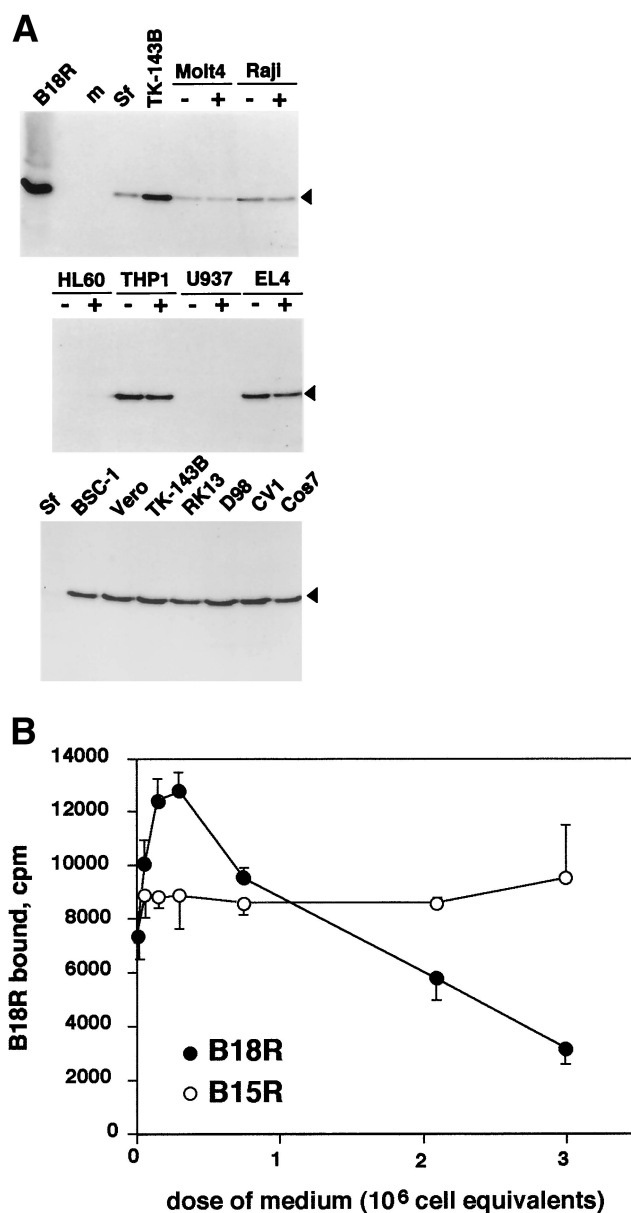 A
B18R m Sf TK-143B Molt4 Raji
- + - +
HL60 THP1 U937 EL4
- + - + - + - +
Sf BSC-1 Vero TK-143B RK13 D98 CV1 Cos7
B
14000
12000
10000
8000
6000
4000
2000
0
B18R bound, cpm
B18R
B15R
0 1 2 3
dose of medium (10⁶ cell equivalents)